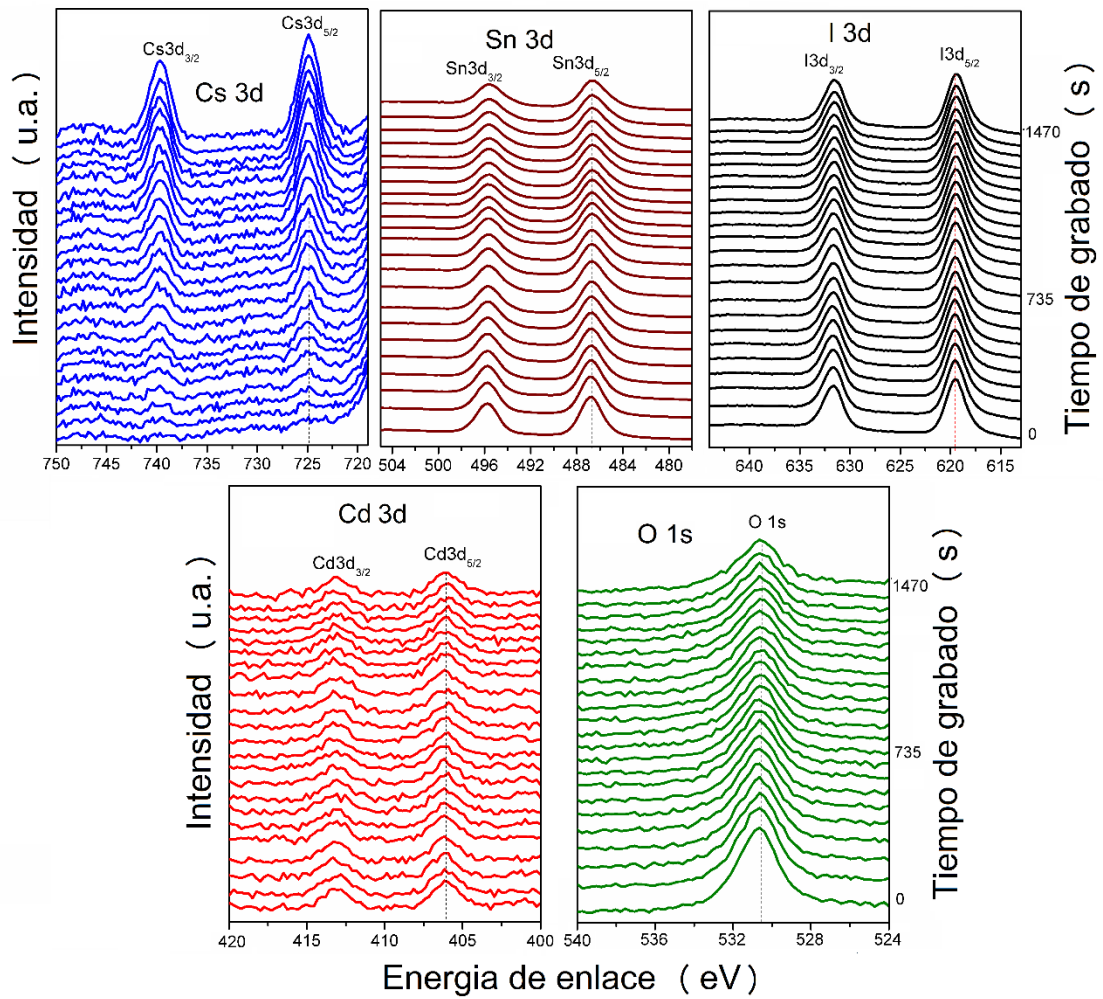 Intensidad ( u.a. )
Cs3d3/2
Cs3d5/2
Cs 3d
750 745 740 735 730 725 720
Sn 3d
Sn3d3/2
Sn3d5/2
504 500 496 492 488 484 480
I 3d
I3d3/2
I3d5/2
640 635 630 625 620 615
1470
735
0
Tiempo de grabado ( s )
Intensidad ( u.a. )
Cd 3d
Cd3d3/2
Cd3d5/2
420 415 410 405 400
O 1s
O 1s
540 536 532 528 524
1470
735
0
Tiempo de grabado ( s )
Energia de enlace ( eV )